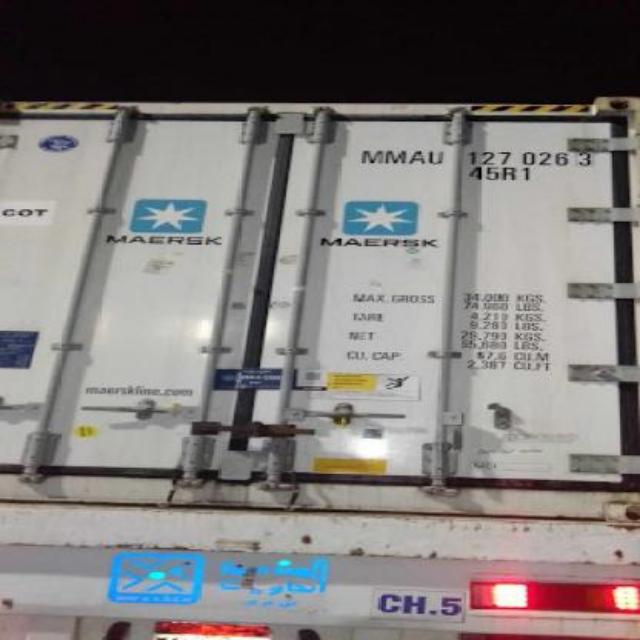 MMAU 127 026 3
45R1
COT
MAERSK
MAERSK
MAX. GROSS 34.000 KGS.
74.960 LBS.
TARE 4.210 KGS.
9.281 LBS.
NET 29.790 KGS.
65.680 LBS.
CU. CAP. 67.6 CU.M
2,387 CU.FT
maerskline.com
CH.5